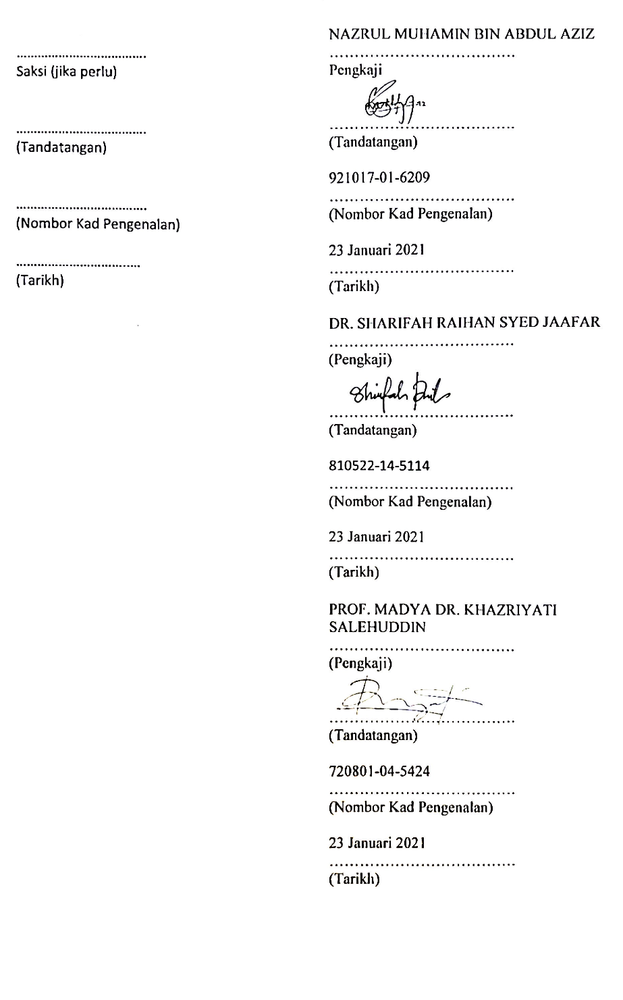 .....................................
Saksi (jika perlu)
.....................................
(Tandatangan)
.....................................
(Nombor Kad Pengenalan)
...................................
(Tarikh)
NAZRUL MUHAMIN BIN ABDUL AZIZ
....................................
Pengkaji
....................................
(Tandatangan)
921017-01-6209
....................................
(Nombor Kad Pengenalan)
23 Januari 2021
....................................
(Tarikh)
DR. SHARIFAH RAIHAN SYED JAAFAR
....................................
(Pengkaji)
....................................
(Tandatangan)
810522-14-5114
....................................
(Nombor Kad Pengenalan)
23 Januari 2021
....................................
(Tarikh)
PROF. MADYA DR. KHAZRIYATI
SALEHUDDIN
....................................
(Pengkaji)
....................................
(Tandatangan)
720801-04-5424
....................................
(Nombor Kad Pengenalan)
23 Januari 2021
....................................
(Tarikh)